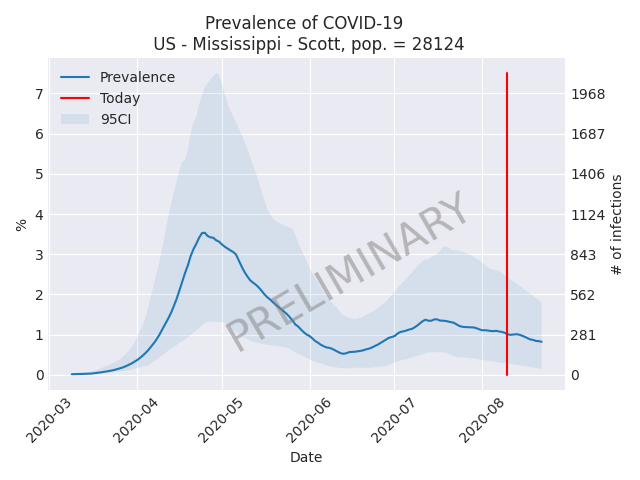 Prevalence of COVID-19
US - Mississippi - Scott, pop. = 28124
Prevalence
Today
95CI
7
6
5
4
3
2
1
0
%
1968
1687
1406
1124
843
562
281
0
# of infections
PRELIMINARY
2020-03
2020-04
2020-05
2020-06
2020-07
2020-08
Date